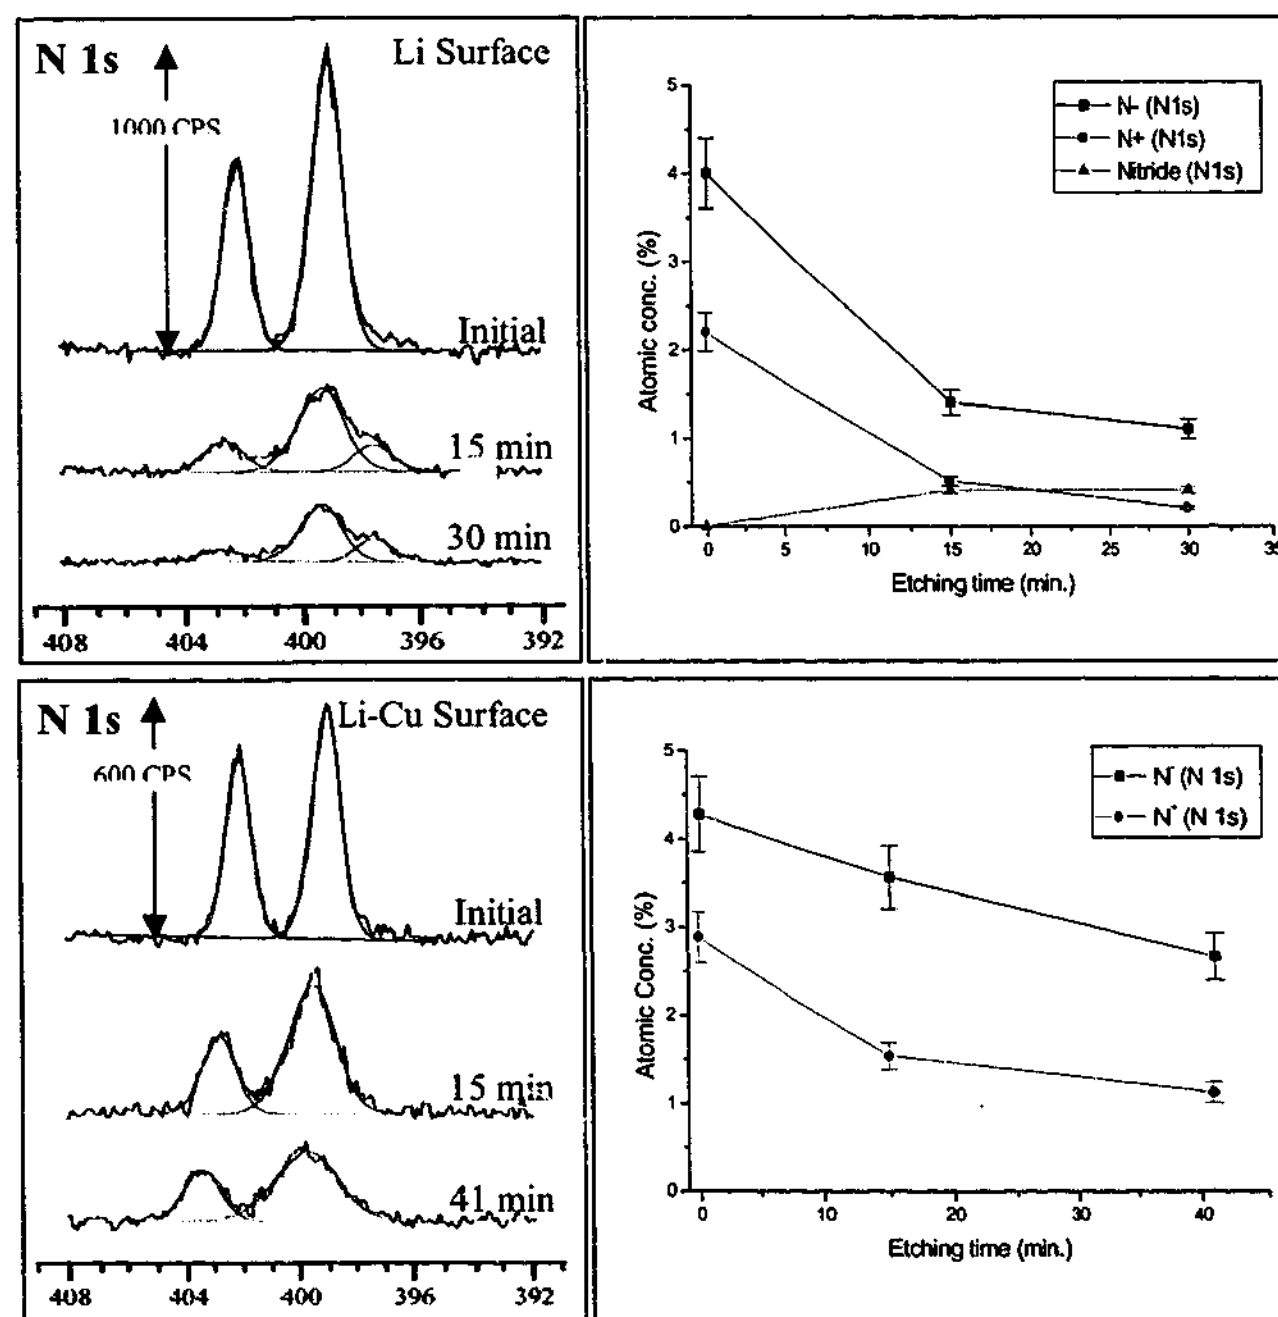 N 1s
Li Surface
1000 CPS
Initial
15 min
30 min
408 404 400 396 392
5
4
3
2
1
0
Atomic conc. (%)
N- (N1s)
N+ (N1s)
Nitride (N1s)
0 5 10 15 20 25 30 35
Etching time (min.)
N 1s
Li-Cu Surface
600 CPS
Initial
15 min
41 min
408 404 400 396 392
5
4
3
2
1
0
Atomic Conc. (%)
N⁻ (N 1s)
N⁺ (N 1s)
0 10 20 30 40
Etching time (min.)